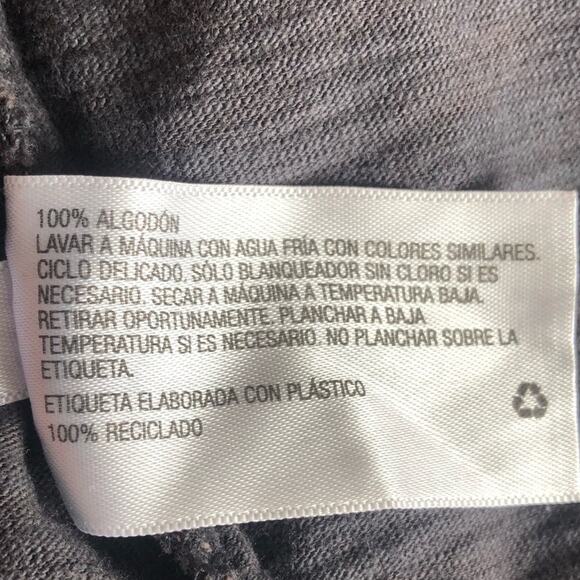 100% ALGODÓN
LAVAR A MÁQUINA CON AGUA FRÍA CON COLORES SIMILARES.
CICLO DELICADO, SÓLO BLANQUEADOR SIN CLORO SI ES
NECESARIO. SECAR A MÁQUINA A TEMPERATURA BAJA.
RETIRAR OPORTUNAMENTE. PLANCHAR A BAJA
TEMPERATURA SI ES NECESARIO. NO PLANCHAR SOBRE LA
ETIQUETA.
ETIQUETA ELABORADA CON PLÁSTICO
100% RECICLADO